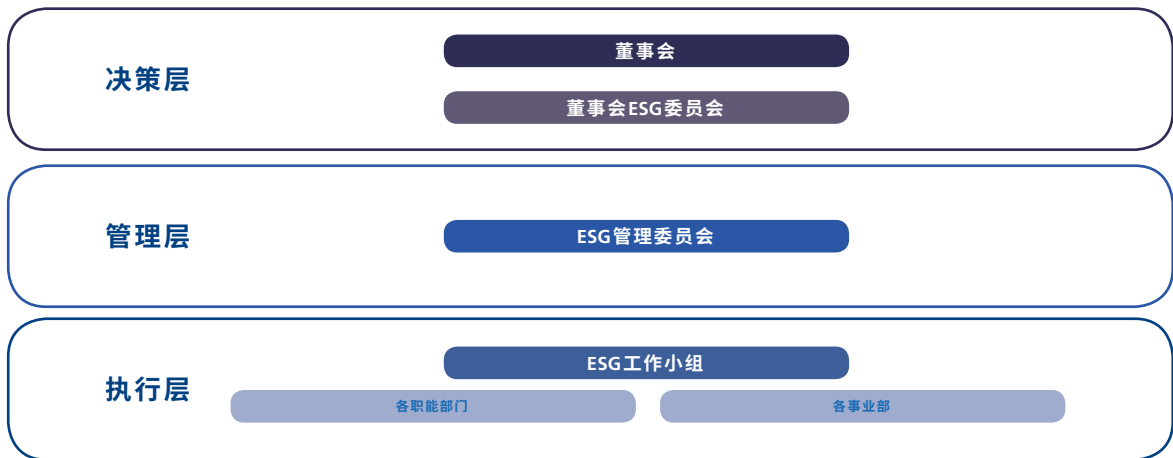 决策层
董事会
董事会ESG委员会
管理层
ESG管理委员会
执行层
ESG工作小组
各职能部门
各事业部